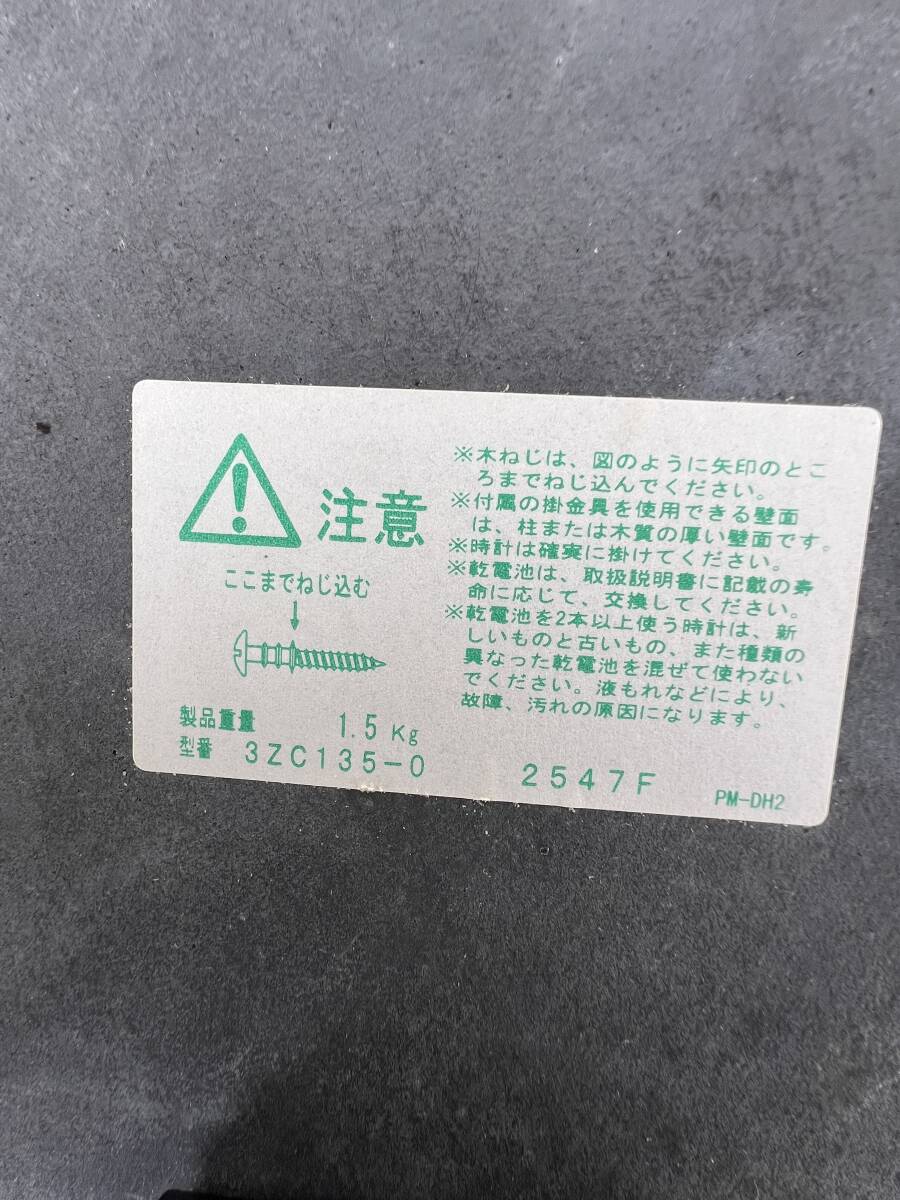 注意
ここまでねじ込む
製品重量 1.5 Kg
型番 3ZC135-0
※木ねじは、図のように矢印のとこ
ろまでねじ込んでください。
※付属の掛金具を使用できる壁面
は、柱または木質の厚い壁面です。
※時計は確実に掛けてください。
※乾電池は、取扱説明書に記載の寿
命に応じて、交換してください。
※乾電池を2本以上使う時計は、新
しいものと古いもの、また種類の
異なった乾電池を混ぜて使わない
でください。液もれなどにより、
故障、汚れの原因になります。
2547F
PM-DH2